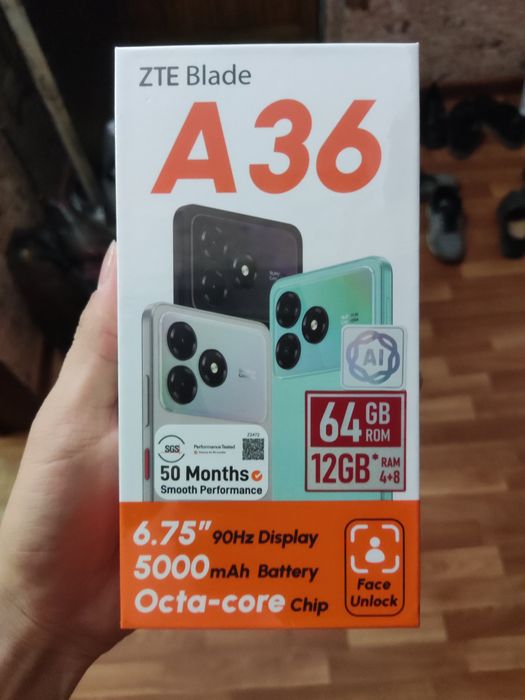 ZTE Blade
A36
AI
64 GB ROM
12GB* RAM 4+8
SGS
Performance Tested
Z2472
50 Months
Smooth Performance
6.75" 90Hz Display
5000mAh Battery
Octa-core Chip
Face
Unlock